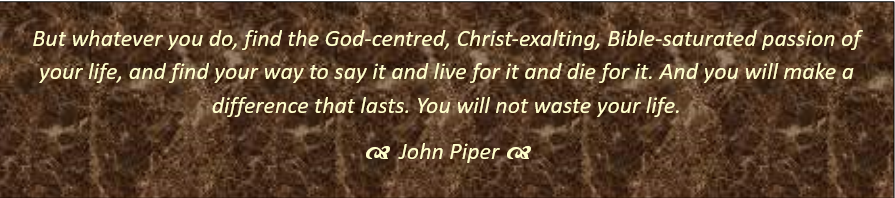 But whatever you do, find the God-centred, Christ-exalting, Bible-saturated passion of
your life, and find your way to say it and live for it and die for it. And you will make a
difference that lasts. You will not waste your life.
John Piper